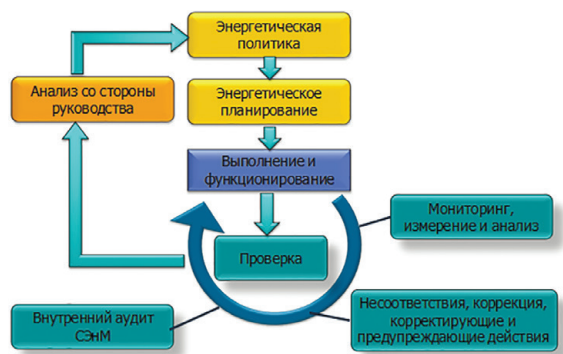 Энергетическая
политика
Анализ со стороны
руководства
Энергетическое
планирование
Выполнение и
функционирование
Мониторинг,
измерение и анализ
Проверка
Внутренний аудит
СЭнМ
Несоответствия, коррекция,
корректирующие и
предупреждающие действия